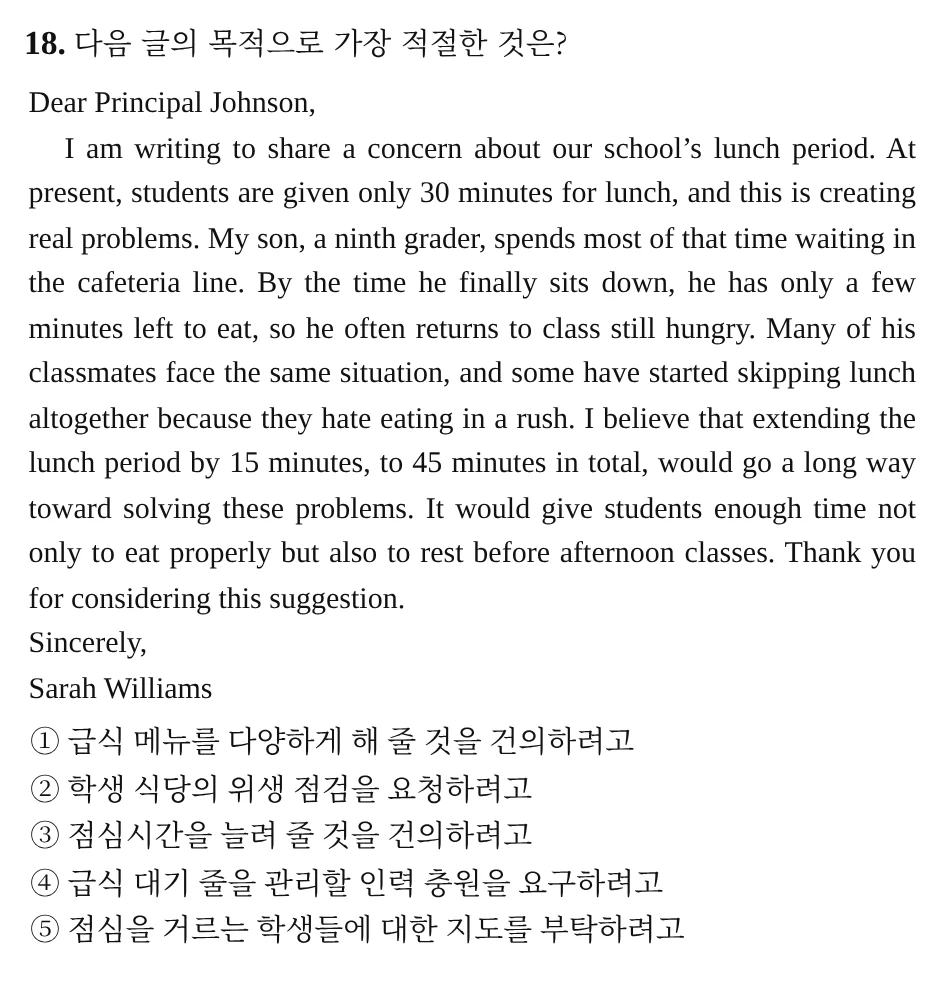 18. 다음 글의 목적으로 가장 적절한 것은?
Dear Principal Johnson,
I am writing to share a concern about our school’s lunch period. At
present, students are given only 30 minutes for lunch, and this is creating
real problems. My son, a ninth grader, spends most of that time waiting in
the cafeteria line. By the time he finally sits down, he has only a few
minutes left to eat, so he often returns to class still hungry. Many of his
classmates face the same situation, and some have started skipping lunch
altogether because they hate eating in a rush. I believe that extending the
lunch period by 15 minutes, to 45 minutes in total, would go a long way
toward solving these problems. It would give students enough time not
only to eat properly but also to rest before afternoon classes. Thank you
for considering this suggestion.
Sincerely,
Sarah Williams
① 급식 메뉴를 다양하게 해 줄 것을 건의하려고
② 학생 식당의 위생 점검을 요청하려고
③ 점심시간을 늘려 줄 것을 건의하려고
④ 급식 대기 줄을 관리할 인력 충원을 요구하려고
⑤ 점심을 거르는 학생들에 대한 지도를 부탁하려고